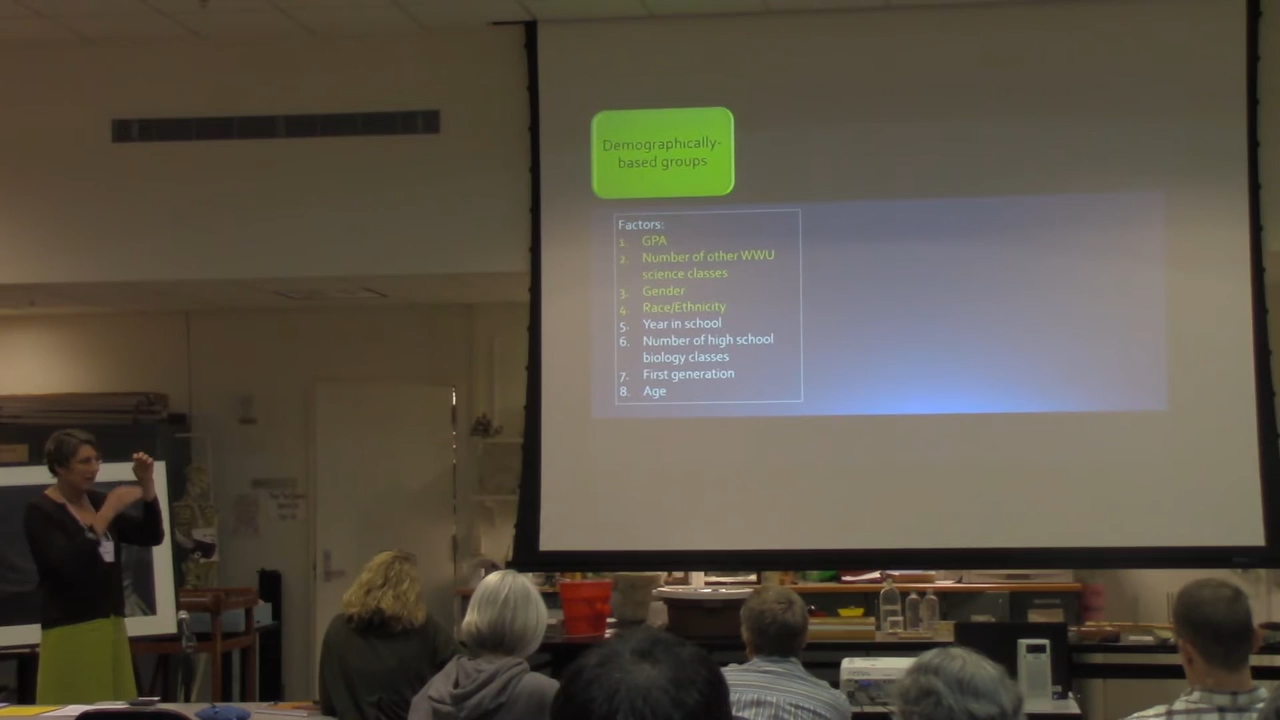 Demographically-
based groups
Factors:
1. GPA
2. Number of other WWU
science classes
3. Gender
4. Race/Ethnicity
5. Year in school
6. Number of high school
biology classes
7. First generation
8. Age